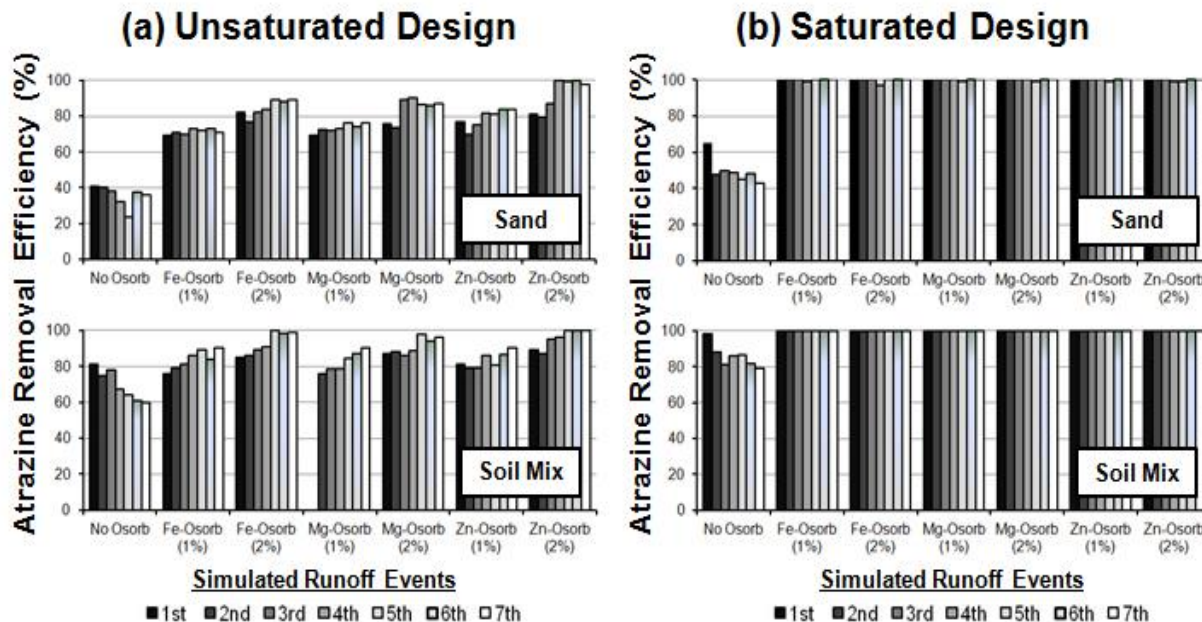 (a) Unsaturated Design
Atrazine Removal Efficiency (%)
100
80
60
40
20
0
Sand
No Osorb Fe-Osorb (1%) Fe-Osorb (2%) Mg-Osorb (1%) Mg-Osorb (2%) Zn-Osorb (1%) Zn-Osorb (2%)
100
80
60
40
20
0
Soil Mix
No Osorb Fe-Osorb (1%) Fe-Osorb (2%) Mg-Osorb (1%) Mg-Osorb (2%) Zn-Osorb (1%) Zn-Osorb (2%)
Simulated Runoff Events
1st 2nd 3rd 4th 5th 6th 7th
(b) Saturated Design
Atrazine Removal Efficiency (%)
100
80
60
40
20
0
Sand
No Osorb Fe-Osorb (1%) Fe-Osorb (2%) Mg-Osorb (1%) Mg-Osorb (2%) Zn-Osorb (1%) Zn-Osorb (2%)
100
80
60
40
20
0
Soil Mix
No Osorb Fe-Osorb (1%) Fe-Osorb (2%) Mg-Osorb (1%) Mg-Osorb (2%) Zn-Osorb (1%) Zn-Osorb (2%)
Simulated Runoff Events
1st 2nd 3rd 4th 5th 6th 7th